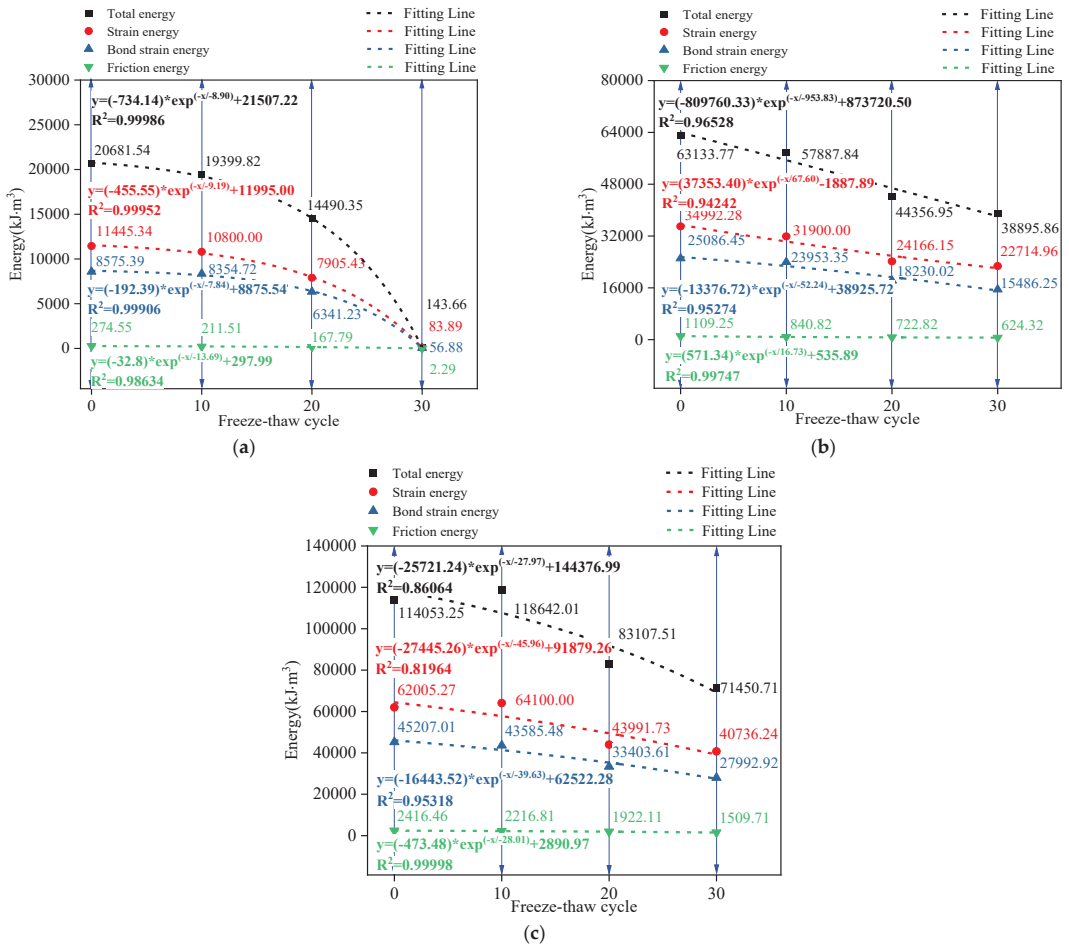 (a)
Total energy
Strain energy
Bond strain energy
Friction energy
Fitting Line
Fitting Line
Fitting Line
Fitting Line
Energy(kJ·m³)
30000
25000
20000
15000
10000
5000
0
y=(-734.14)*exp(-x/-8.90)+21507.22
R²=0.99986
20681.54
19399.82
14490.35
143.66
y=(-455.55)*exp(-x/-9.19)+11995.00
R²=0.99952
11445.34
10800.00
7905.43
83.89
8575.39
8354.72
6341.23
56.88
y=(-192.39)*exp(-x/-7.84)+8875.54
R²=0.99906
274.55
211.51
167.79
2.29
y=(-32.8)*exp(-x/-13.69)+297.99
R²=0.98634
0
10
20
30
Freeze-thaw cycle
Total energy
Strain energy
Bond strain energy
Friction energy
Fitting Line
Fitting Line
Fitting Line
Fitting Line
Energy(kJ·m³)
80000
64000
48000
32000
16000
0
y=(-809760.33)*exp(-x/-953.83)+873720.50
R²=0.96528
63133.77
57887.84
44356.95
38895.86
y=(37353.40)*exp(-x/67.60)-1887.89
R²=0.94242
34992.28
31900.00
24166.15
22714.96
25086.45
23953.35
18230.02
15486.25
y=(-13376.72)*exp(-x/-52.24)+38925.72
R²=0.95274
1109.25
840.82
722.82
624.32
y=(571.34)*exp(-x/16.73)+535.89
R²=0.99747
0
10
20
30
Freeze-thaw cycle
(b)
Total energy
Strain energy
Bond strain energy
Friction energy
Fitting Line
Fitting Line
Fitting Line
Fitting Line
Energy(kJ·m³)
140000
120000
100000
80000
60000
40000
20000
0
y=(-25721.24)*exp(-x/-27.97)+144376.99
R²=0.86064
114053.25
118642.01
83107.51
71450.71
y=(-27445.26)*exp(-x/-45.96)+91879.26
R²=0.81964
62005.27
64100.00
43991.73
40736.24
45207.01
43585.48
33403.61
27992.92
y=(-16443.52)*exp(-x/-39.63)+62522.28
R²=0.95318
2416.46
2216.81
1922.11
1509.71
y=(-473.48)*exp(-x/-28.01)+2890.97
R²=0.99998
0
10
20
30
Freeze-thaw cycle
(c)